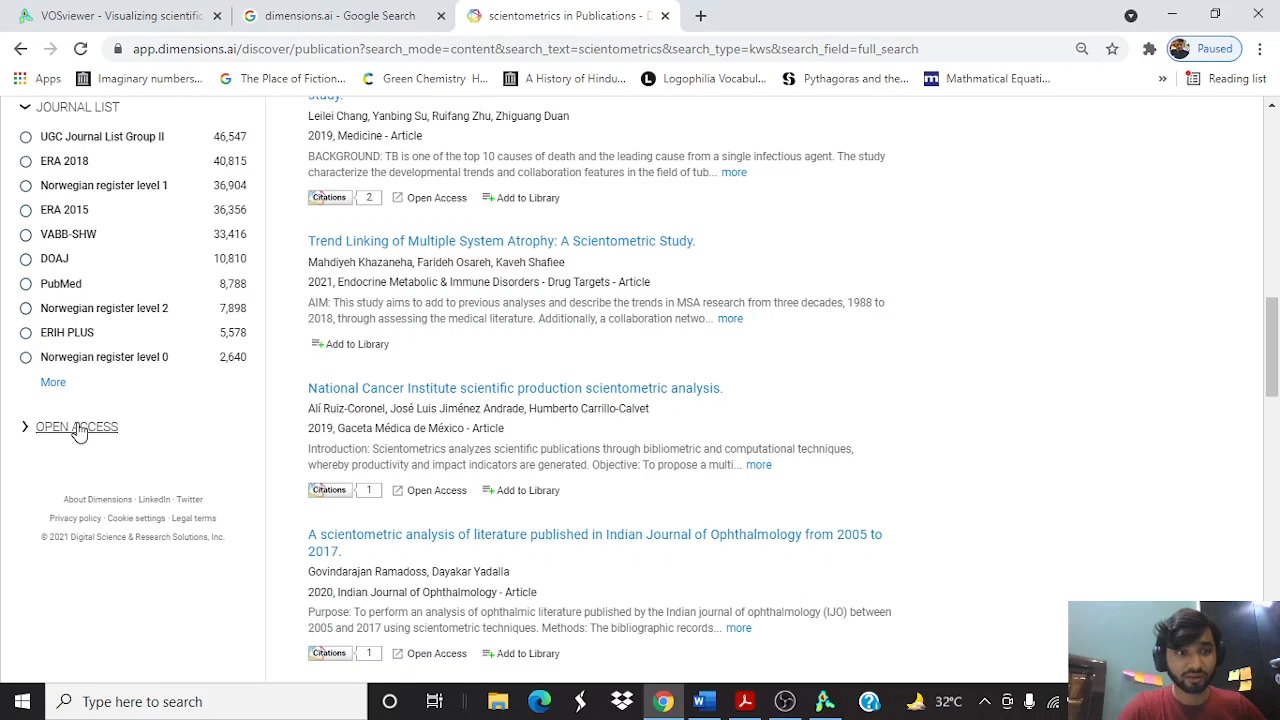 VOSviewer - Visualizing scientific
dimensions.ai - Google Search
scientometrics in Publications - D
app.dimensions.ai/discover/publication?search_mode=content&search_text=scientometrics&search_type=kws&search_field=full_search
Paused
Apps
Imaginary numbers...
The Place of Fiction...
Green Chemistry H...
A History of Hindu...
Logophilia Vocabul...
Pythagoras and the...
Mathmatical Equati...
Reading list
JOURNAL LIST
UGC Journal List Group II 46,547
ERA 2018 40,815
Norwegian register level 1 36,904
ERA 2015 36,356
VABB-SHW 33,416
DOAJ 10,810
PubMed 8,788
Norwegian register level 2 7,898
ERIH PLUS 5,578
Norwegian register level 0 2,640
More
OPEN ACCESS
About Dimensions · LinkedIn · Twitter
Privacy policy · Cookie settings · Legal terms
© 2021 Digital Science & Research Solutions, Inc.
study.
Leilei Chang, Yanbing Su, Ruifang Zhu, Zhiguang Duan
2019, Medicine - Article
BACKGROUND: TB is one of the top 10 causes of death and the leading cause from a single infectious agent. The study
characterize the developmental trends and collaboration features in the field of tub... more
Citations 2 Open Access Add to Library
Trend Linking of Multiple System Atrophy: A Scientometric Study.
Mahdiyeh Khazaneha, Farideh Osareh, Kaveh Shafiee
2021, Endocrine Metabolic & Immune Disorders - Drug Targets - Article
AIM: This study aims to add to previous analyses and describe the trends in MSA research from three decades, 1988 to
2018, through assessing the medical literature. Additionally, a collaboration netwo... more
Add to Library
National Cancer Institute scientific production scientometric analysis.
Alí Ruiz-Coronel, José Luis Jiménez Andrade, Humberto Carrillo-Calvet
2019, Gaceta Médica de México - Article
Introduction: Scientometrics analyzes scientific publications through bibliometric and computational techniques,
whereby productivity and impact indicators are generated. Objective: To propose a multi... more
Citations 1 Open Access Add to Library
A scientometric analysis of literature published in Indian Journal of Ophthalmology from 2005 to
2017.
Govindarajan Ramadoss, Dayakar Yadalla
2020, Indian Journal of Ophthalmology - Article
Purpose: To perform an analysis of ophthalmic literature published by the Indian journal of ophthalmology (IJO) between
2005 and 2017 using scientometric techniques. Methods: The bibliographic records... more
Citations 1 Open Access Add to Library
Type here to search
32°C